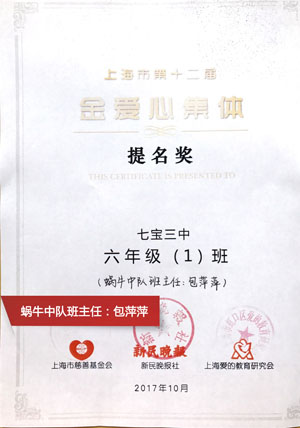 上海市第十二届
金爱心集体
提名奖
THIS CERTIFICATE IS PRESENTED TO
七宝三中
六年级（1）班
（蜗牛中队班主任：包萍萍）
蜗牛中队班主任：包萍萍
新民晚报
上海市慈善基金会 新民晚报社 上海爱的教育研究会
2017年10月